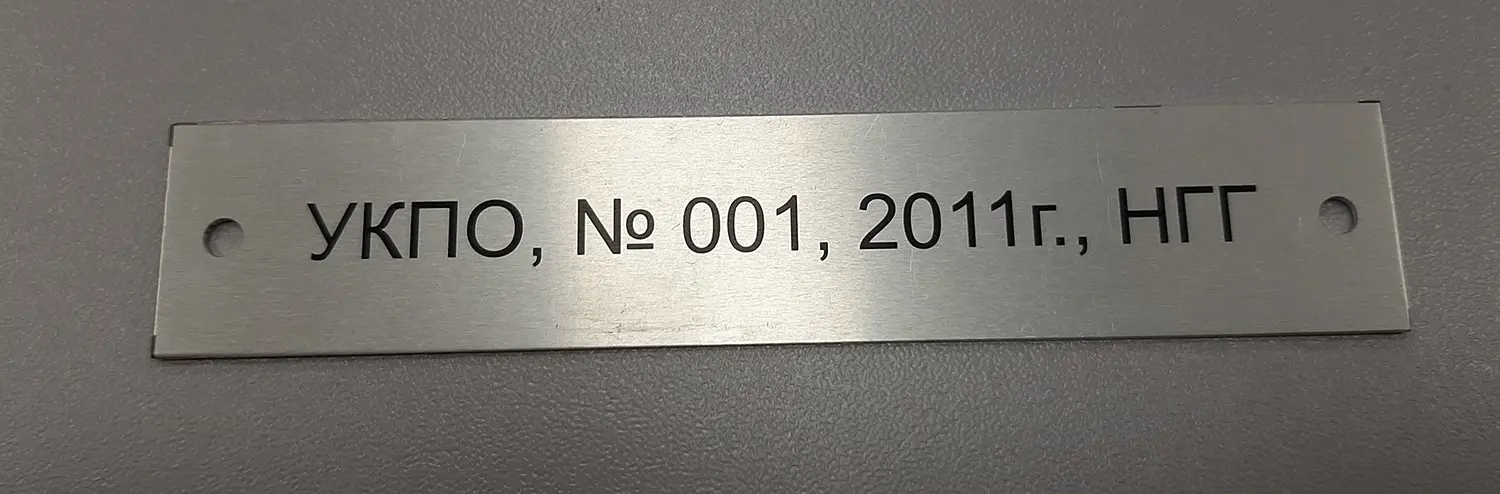 УКПО, № 001, 2011г., НГГ